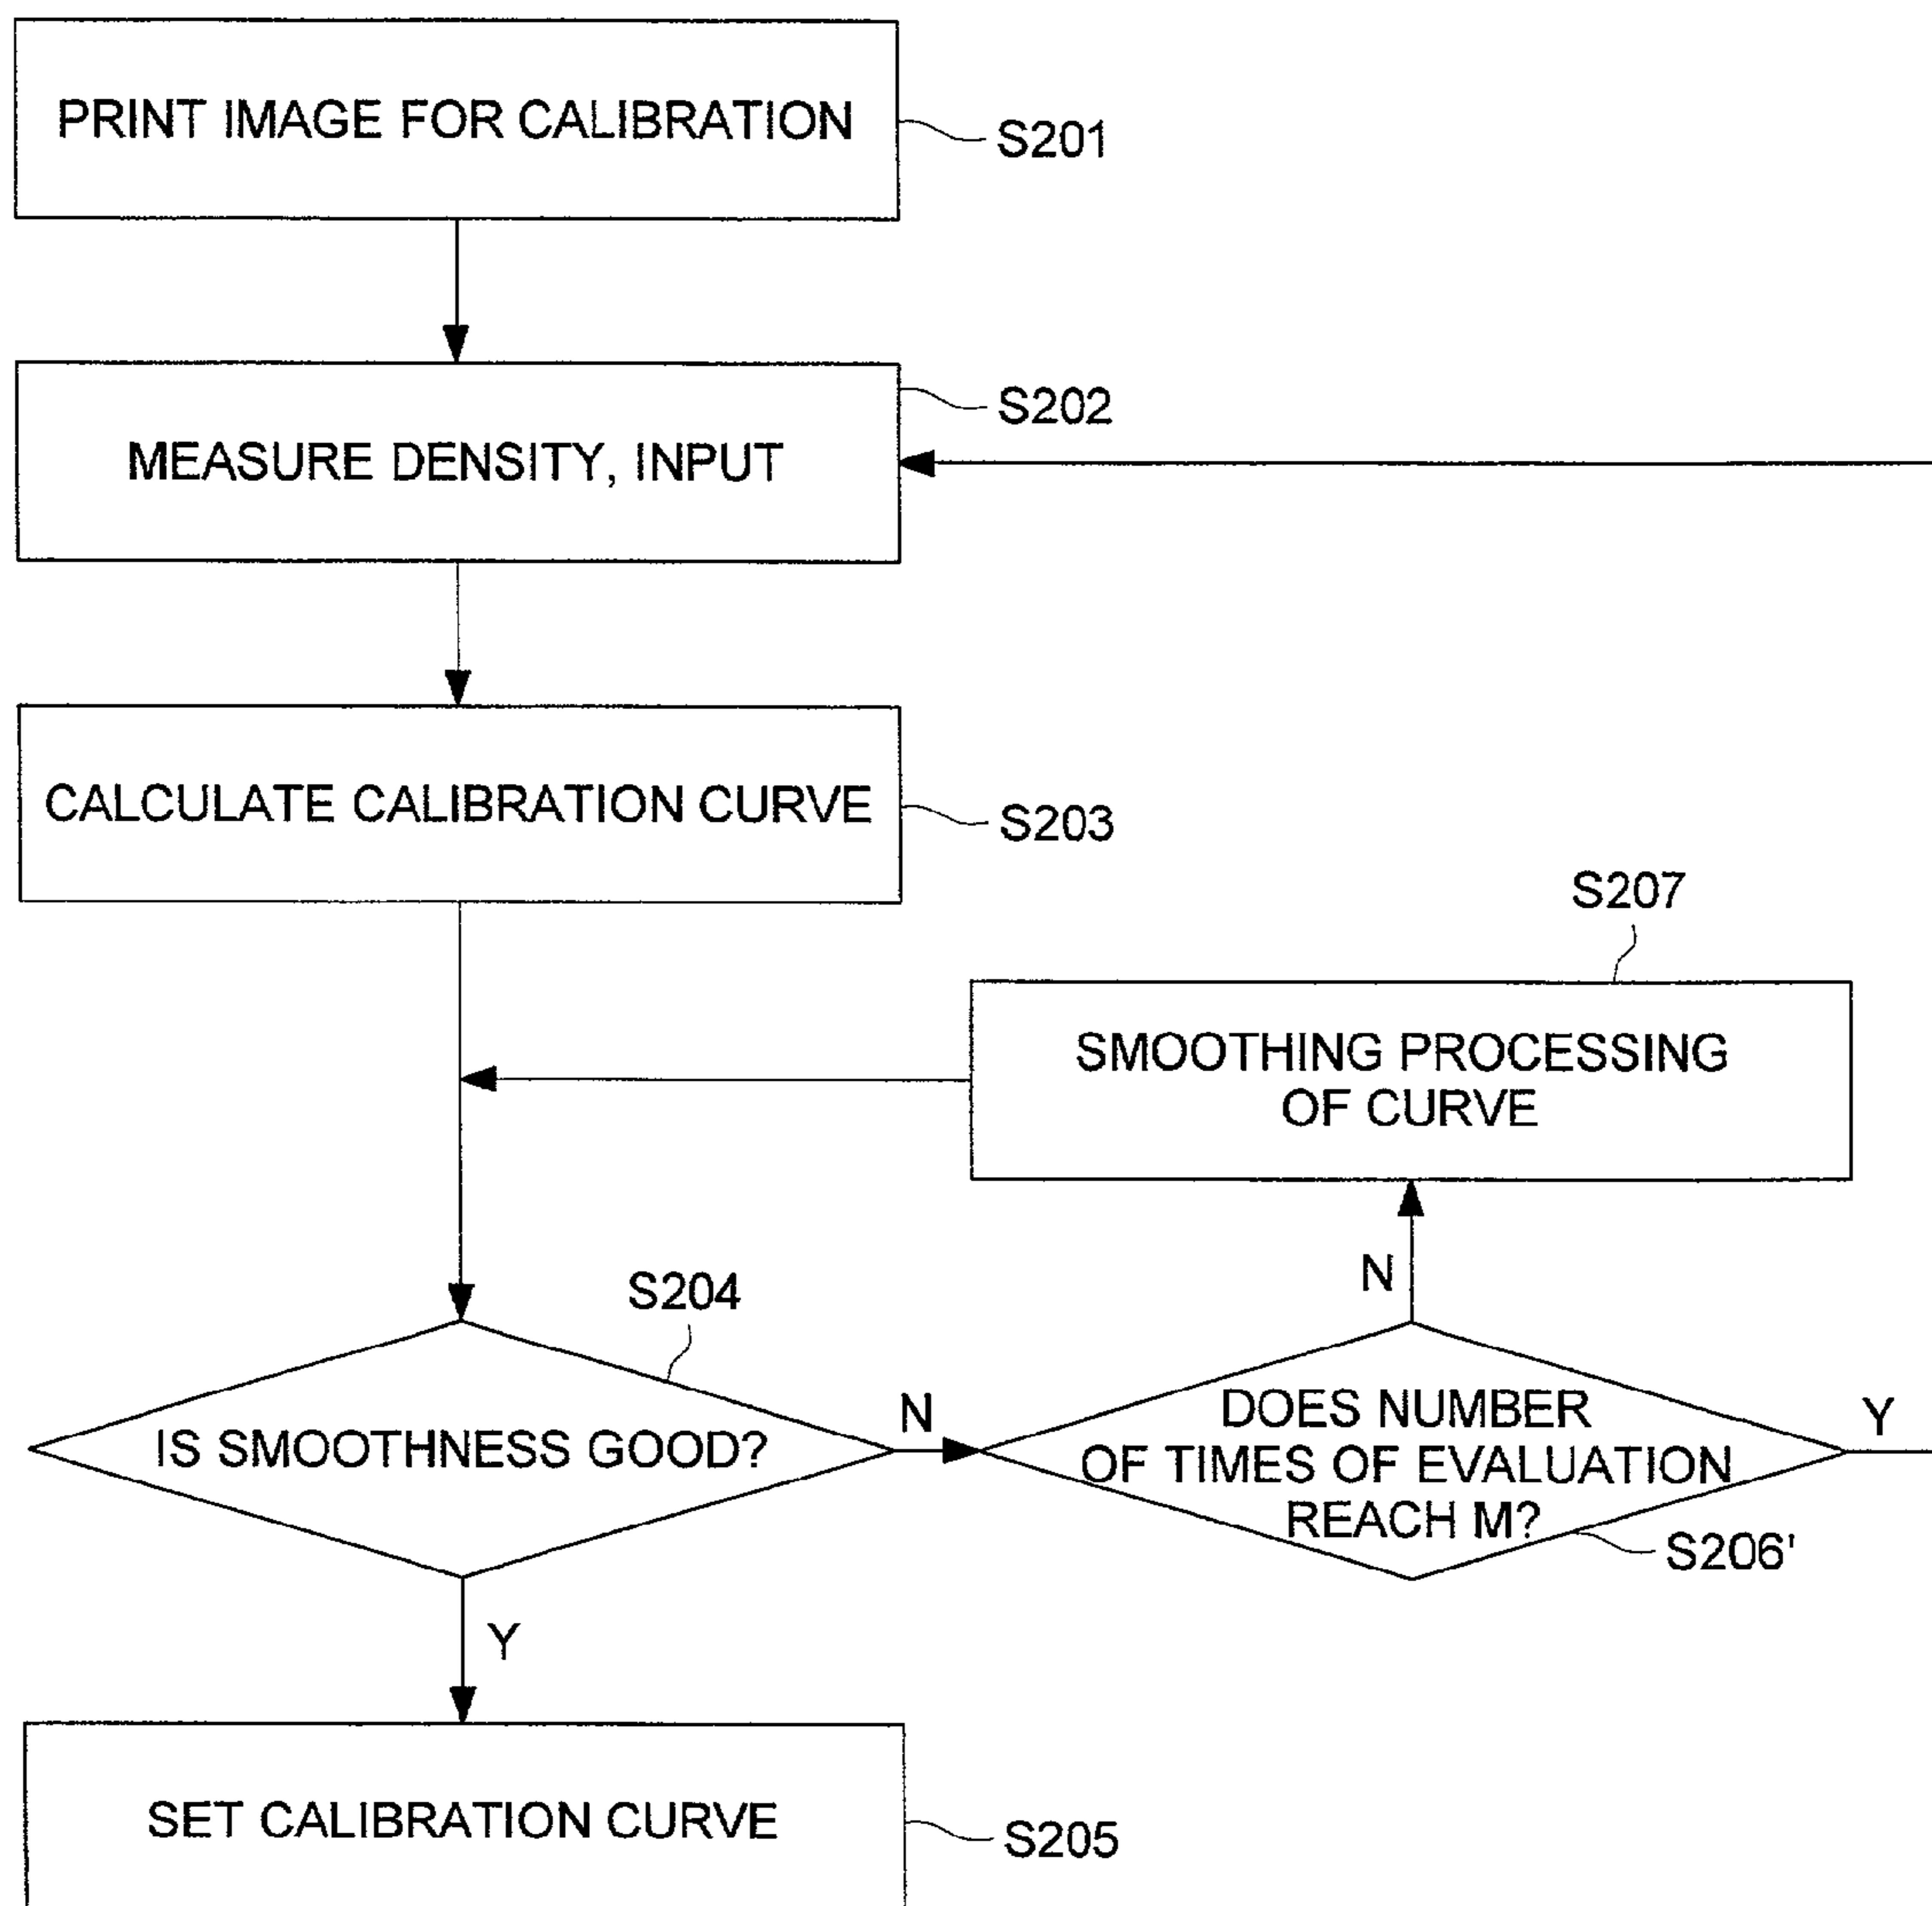 PRINT IMAGE FOR CALIBRATION
S201
S202
MEASURE DENSITY, INPUT
CALCULATE CALIBRATION CURVE
S203
S207
SMOOTHING PROCESSING
OF CURVE
N
S204
IS SMOOTHNESS GOOD?
N
DOES NUMBER
OF TIMES OF EVALUATION
REACH M?
Y
S206'
Y
SET CALIBRATION CURVE
S205